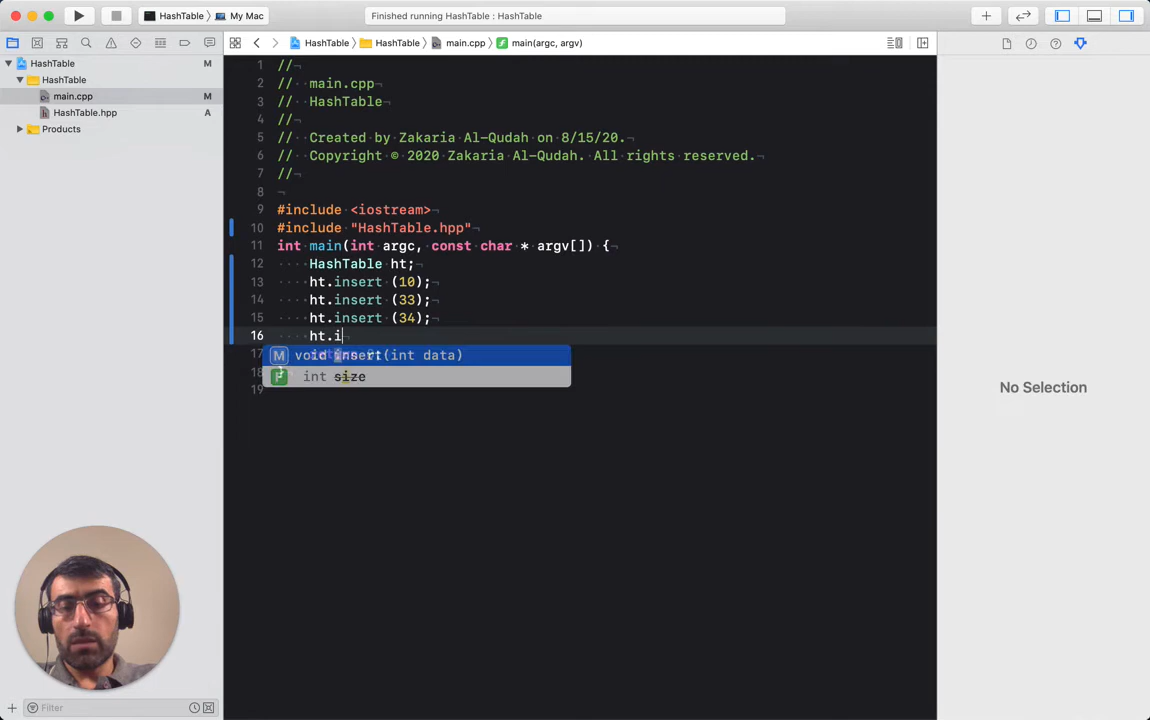 HashTable 〉 My Mac
Finished running HashTable : HashTable
HashTable 〉 HashTable 〉 main.cpp 〉 main(argc, argv)
HashTable M
HashTable
main.cpp M
HashTable.hpp A
Products
1 //
2 // main.cpp
3 // HashTable
4 //
5 // Created by Zakaria Al-Qudah on 8/15/20.
6 // Copyright © 2020 Zakaria Al-Qudah. All rights reserved.
7 //
8
9 #include <iostream>
10 #include "HashTable.hpp"
11 int main(int argc, const char * argv[]) {
12 HashTable ht;
13 ht.insert (10);
14 ht.insert (33);
15 ht.insert (34);
16 ht.i
17 M void insert(int data)
18 F int size
19
No Selection
Filter